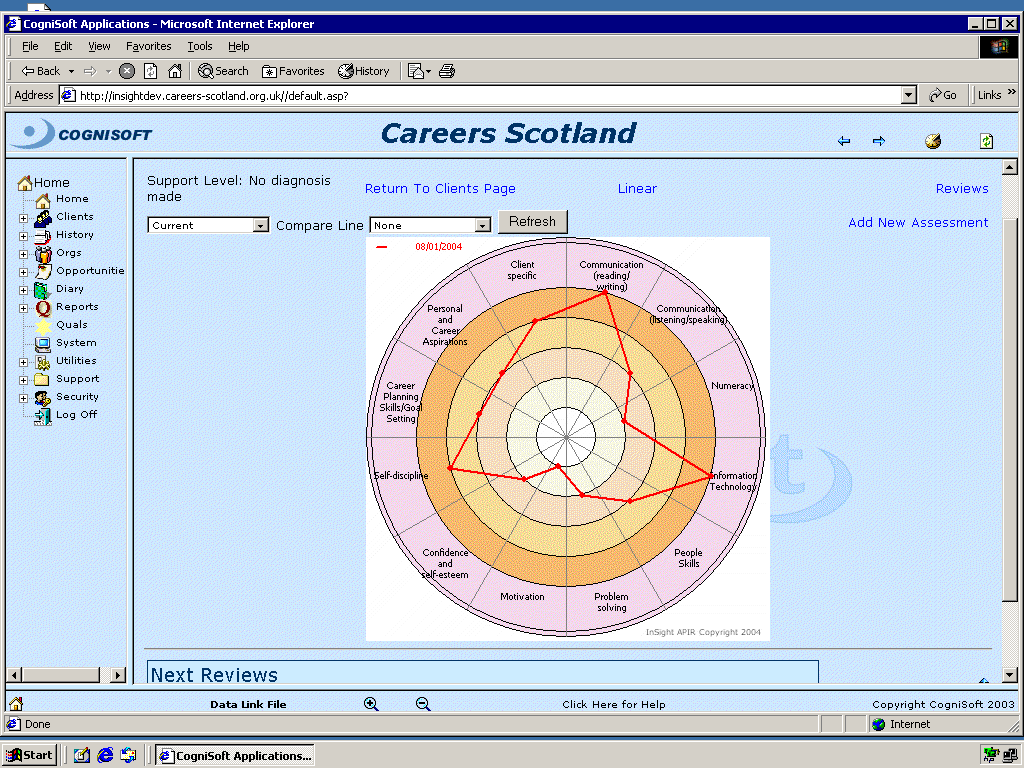 CogniSoft Applications - Microsoft Internet Explorer
File Edit View Favorites Tools Help
Back Search Favorites History
Address http://insightdev.careers-scotland.org.uk//default.asp? Go Links »
COGNISOFT Careers Scotland
Home
Home
Clients
History
Orgs
Opportunitie
Diary
Reports
Quals
System
Utilities
Support
Security
Log Off
Support Level: No diagnosis
made
Return To Clients Page Linear Reviews
Current Compare Line None Refresh Add New Assessment
08/01/2004
Client
specific
Communication
(reading/
writing)
Communication
(listening/speaking)
Numeracy
Information
Technology
People
Skills
Problem
solving
Motivation
Confidence
and
self-esteem
Self-discipline
Career
Planning
Skills/Goal
Setting
Personal
and
Career
Aspirations
InSight APIR Copyright 2004
Next Reviews
Data Link File Click Here for Help Copyright CogniSoft 2003
Done Internet
Start CogniSoft Applications...